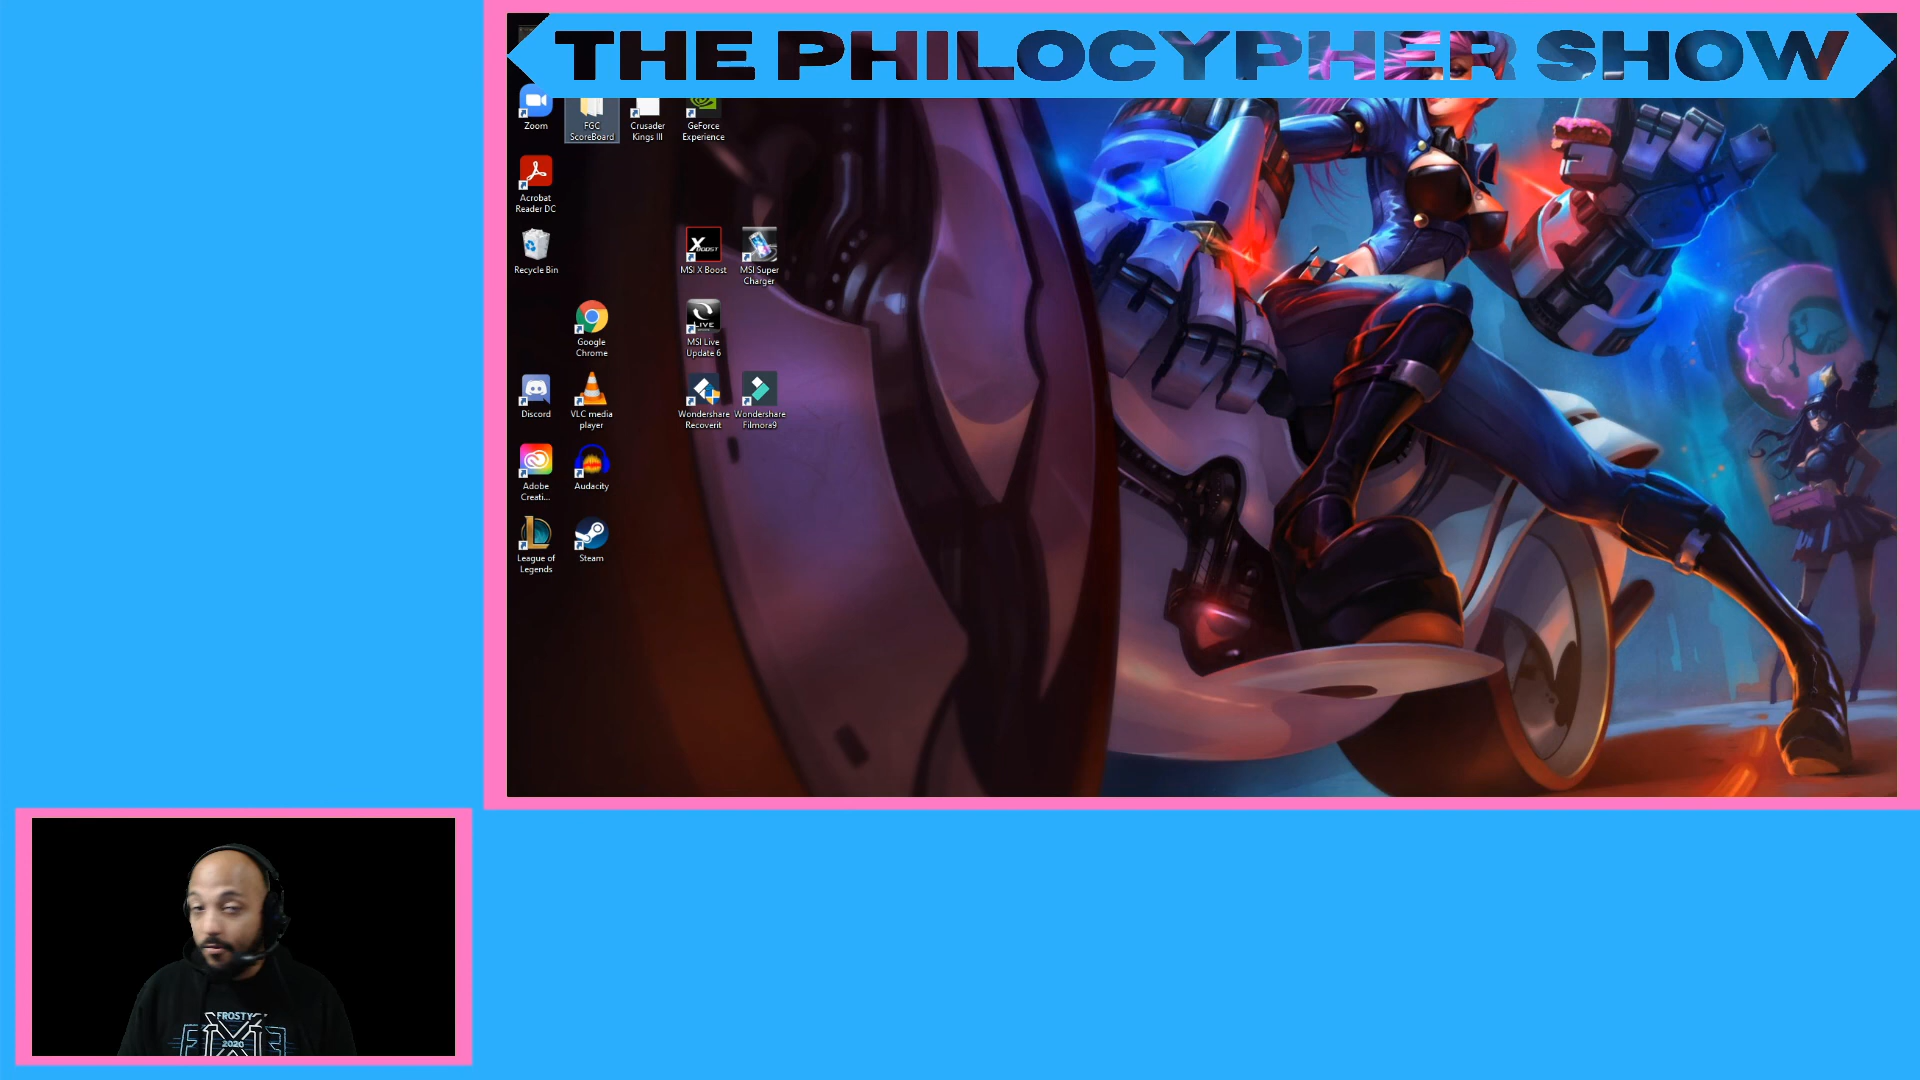 THE PHILOCYPHER SHOW
Zoom
FGC
ScoreBoard
Crusader
Kings III
GeForce
Experience
Acrobat
Reader DC
Recycle Bin
X
BOOST
MSI X Boost
MSI Super
Charger
Google
Chrome
LIVE
MSI Live
Update 6
Discord
VLC media
player
Wondershare
Recoverit
Wondershare
Filmora9
Adobe
Creati...
Audacity
League of
Legends
Steam
FROSTY
2020